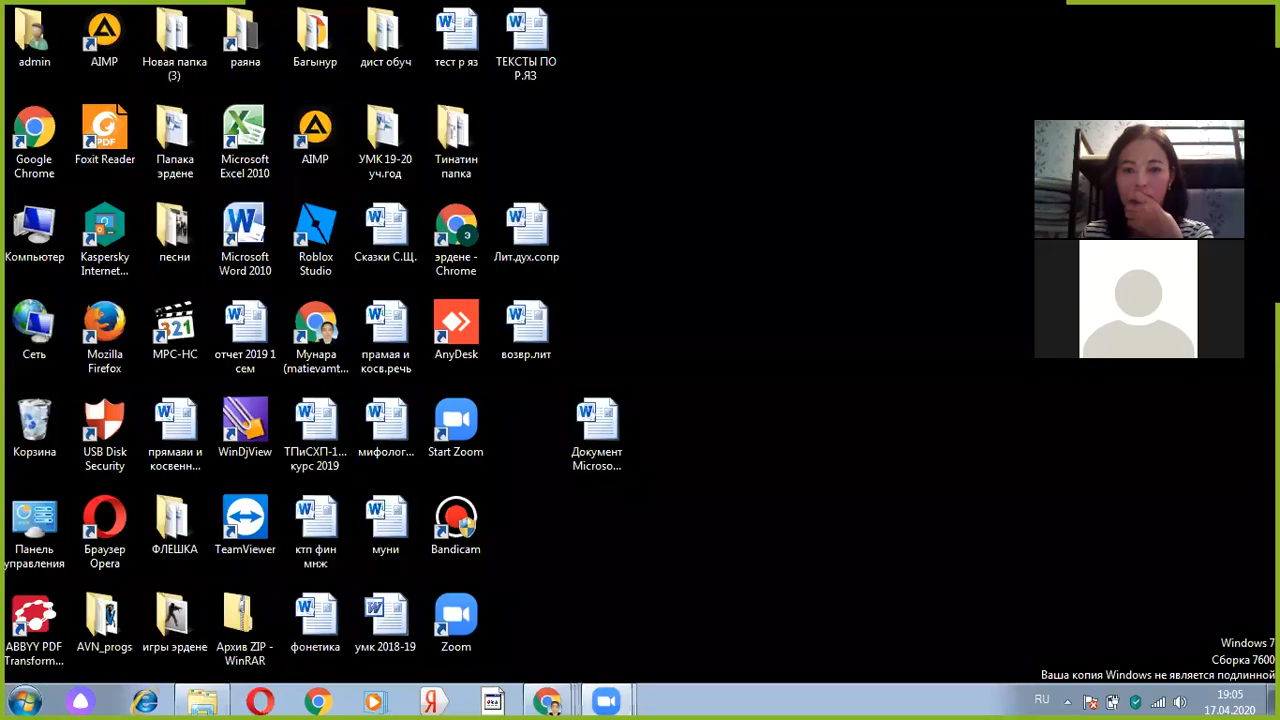 admin
AIMP
Новая папка
(3)
раяна
Багынур
дист обуч
тест р яз
ТЕКСТЫ ПО
Р.ЯЗ
Google
Chrome
Foxit Reader
Папака
эрдене
Microsoft
Excel 2010
AIMP
УМК 19-20
уч.год
Тинатин
папка
Компьютер
Kaspersky
Internet...
песни
Microsoft
Word 2010
Roblox
Studio
Сказки С.Щ.
эрдене -
Chrome
Лит.дух.сопр
Сеть
Mozilla
Firefox
MPC-HC
отчет 2019 1
сем
Мунара
(matievamt...
прамая и
косв.речь
AnyDesk
возвр.лит
Корзина
USB Disk
Security
прямаяи и
косвенн...
WinDjView
ТПиСХП-1...
курс 2019
мифолог...
Start Zoom
Документ
Microso...
Панель
управления
Браузер
Opera
ФЛЕШКА
TeamViewer
ктп фин
мнж
муни
Bandicam
ABBYY PDF
Transform...
AVN_progs
игры эрдене
Архив ZIP -
WinRAR
фонетика
умк 2018-19
Zoom
Windows 7
Сборка 7600
Ваша копия Windows не является подлинной
RU
19:05
17.04.2020